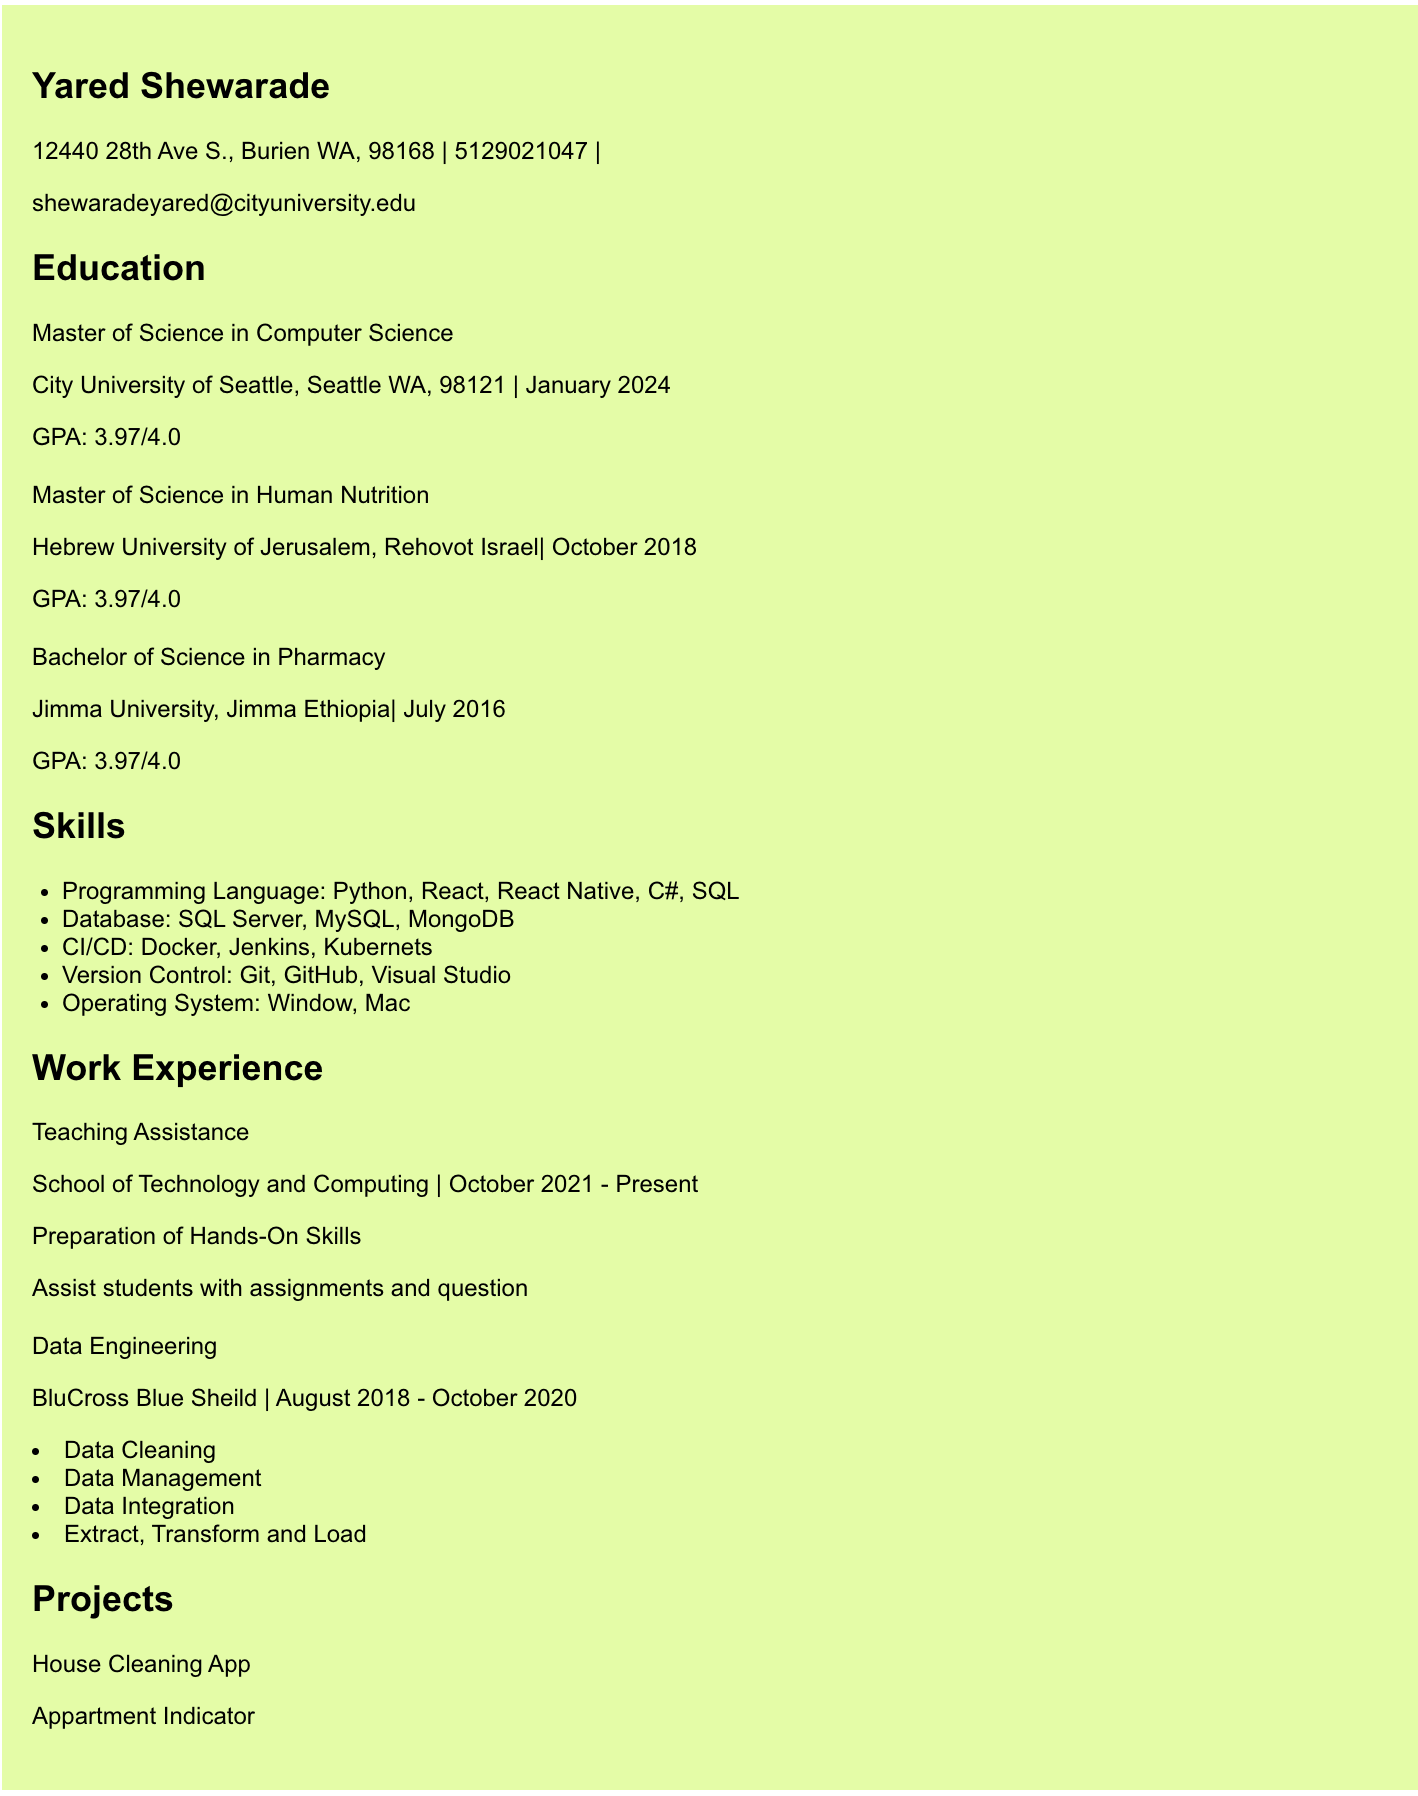 Yared Shewarade
12440 28th Ave S., Burien WA, 98168 | 5129021047 |
shewaradeyared@cityuniversity.edu
Education
Master of Science in Computer Science
City University of Seattle, Seattle WA, 98121 | January 2024
GPA: 3.97/4.0
Master of Science in Human Nutrition
Hebrew University of Jerusalem, Rehovot Israel| October 2018
GPA: 3.97/4.0
Bachelor of Science in Pharmacy
Jimma University, Jimma Ethiopia| July 2016
GPA: 3.97/4.0
Skills
• Programming Language: Python, React, React Native, C#, SQL
• Database: SQL Server, MySQL, MongoDB
• CI/CD: Docker, Jenkins, Kubernets
• Version Control: Git, GitHub, Visual Studio
• Operating System: Window, Mac
Work Experience
Teaching Assistance
School of Technology and Computing | October 2021 - Present
Preparation of Hands-On Skills
Assist students with assignments and question
Data Engineering
BluCross Blue Sheild | August 2018 - October 2020
• Data Cleaning
• Data Management
• Data Integration
• Extract, Transform and Load
Projects
House Cleaning App
Appartment Indicator